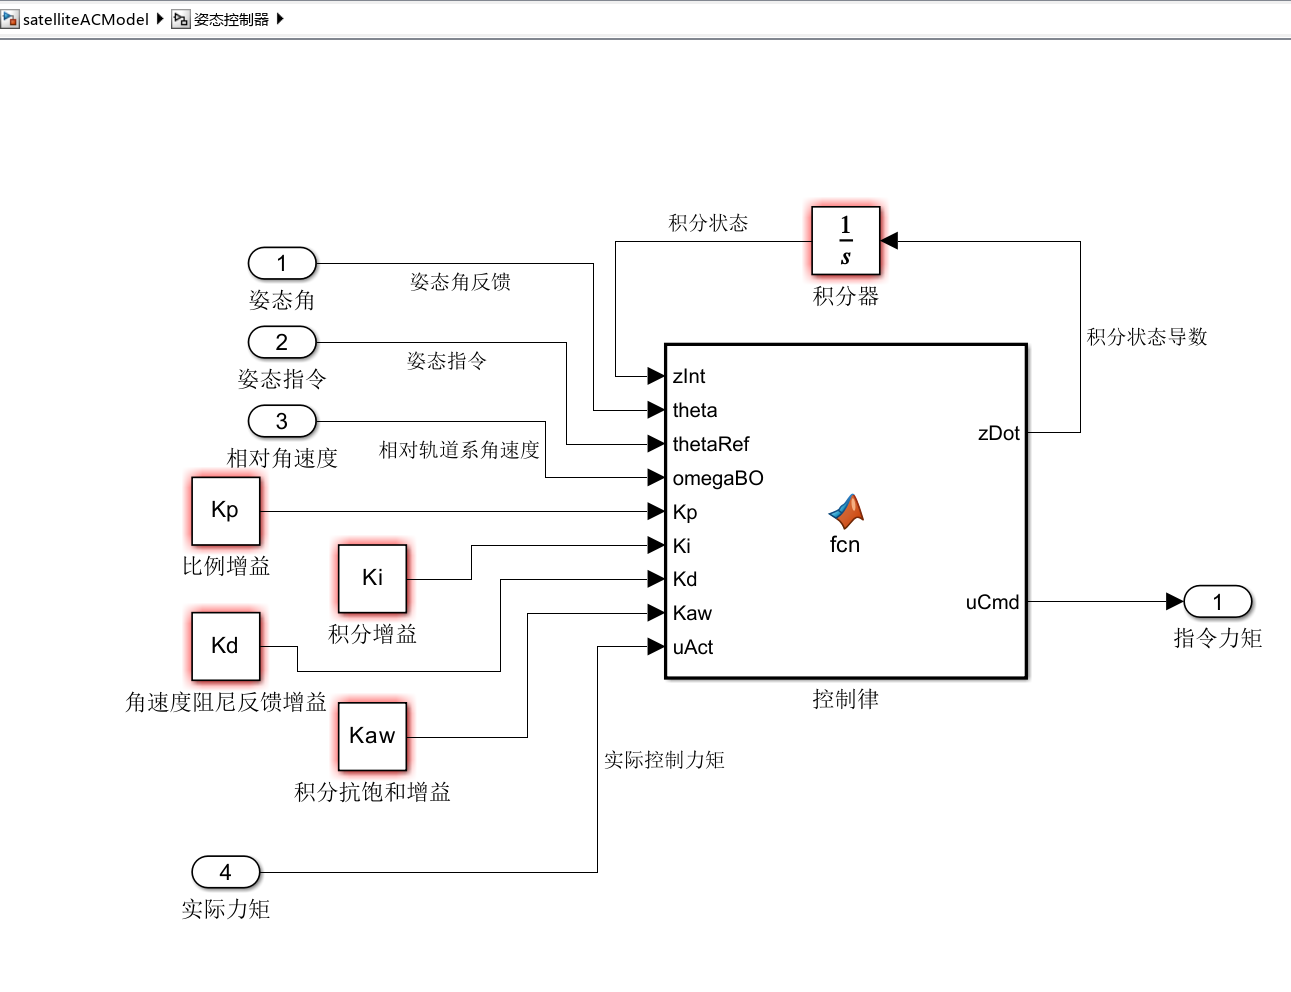 satelliteACModel 姿态控制器
积分状态
1
s
积分器
1
姿态角
姿态角反馈
2
姿态指令
姿态指令
3
相对角速度
相对轨道系角速度
积分状态导数
Kp
比例增益
Ki
积分增益
Kd
角速度阻尼反馈增益
Kaw
积分抗饱和增益
4
实际力矩
实际控制力矩
zInt
theta
thetaRef
omegaBO
Kp
Ki
Kd
Kaw
uAct
fcn
zDot
uCmd
控制律
1
指令力矩